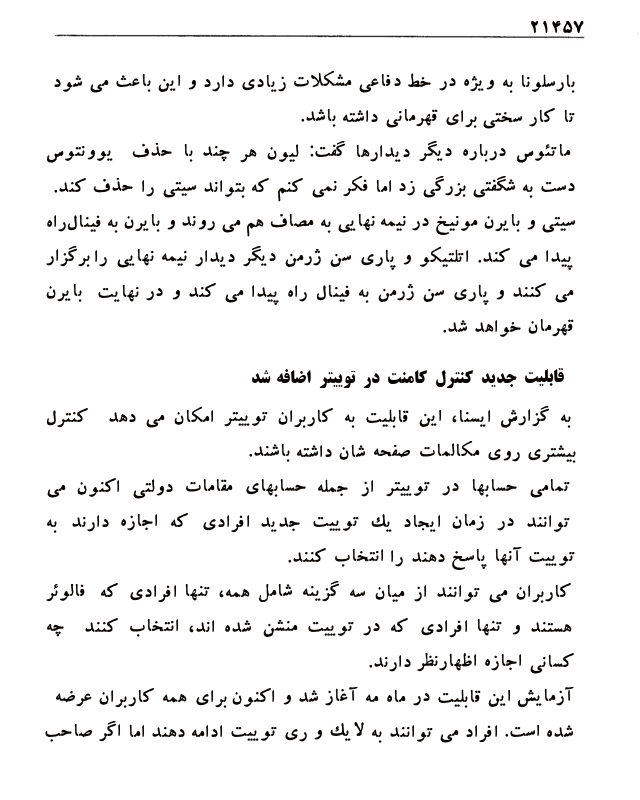 ۲۱۴۵۷
بارسلونا به ویژه در خط دفاعی مشکلات زیادی دارد و این باعث می شود
تا کار سختی برای قهرمانی داشته باشد.
ماتئوس درباره دیگر دیدارها گفت: لیون هر چند با حذف یوونتوس
دست به شگفتی بزرگی زد اما فکر نمی کنم که بتواند سیتی را حذف کند.
سیتی و بایرن مونیخ در نیمه نهایی به مصاف هم می روند و بایرن به فینال راه
پیدا می کند. اتلتیکو و پاری سن ژرمن دیگر دیدار نیمه نهایی را برگزار
می کنند و پاری سن ژرمن به فینال راه پیدا می کند و در نهایت بایرن
قهرمان خواهد شد.
قابلیت جدید کنترل کامنت در توییتر اضافه شد
به گزارش ایسنا، این قابلیت به کاربران توییتر امکان می دهد کنترل
بیشتری روی مکالمات صفحه شان داشته باشند.
تمامی حسابها در توییتر از جمله حسابهای مقامات دولتی اکنون می
توانند در زمان ایجاد یك توییت جدید افرادی که اجازه دارند به
توییت آنها پاسخ دهند را انتخاب کنند.
کاربران می توانند از میان سه گزینه شامل همه، تنها افرادی که فالوئر
هستند و تنها افرادی که در توییت منشن شده اند، انتخاب کنند چه
کسانی اجازه اظهارنظر دارند.
آزمایش این قابلیت در ماه مه آغاز شد و اکنون برای همه کاربران عرضه
شده است. افراد می توانند به لایك و ری توییت ادامه دهند اما اگر صاحب